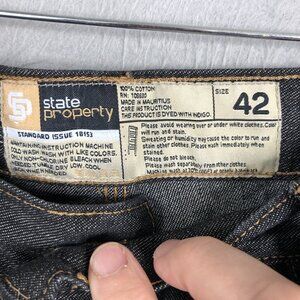 SP
state
property
STANDARD ISSUE 10153
MAINTAINING INSTRUCTION MACHINE
COLD WASH WITH LIKE COLORS.
ONLY NON-CHLORINE BLEACH WHEN
NEEDED TUMBLE DRY LOW. COOL
100% COTTON
MADE IN MAURITIUS
CARE INSTRUCTIONS
THIS PRODUCT IS DYED WITH INDIGO.
SIZE
42
Please avoid wearing over or under white clothes. Color
will run and stain.
Sweating or humidity may cause the color to run and
stain other clothes. Please wash immediately when
stained.
Please do not bleach.
Please wash separately from other clothes.